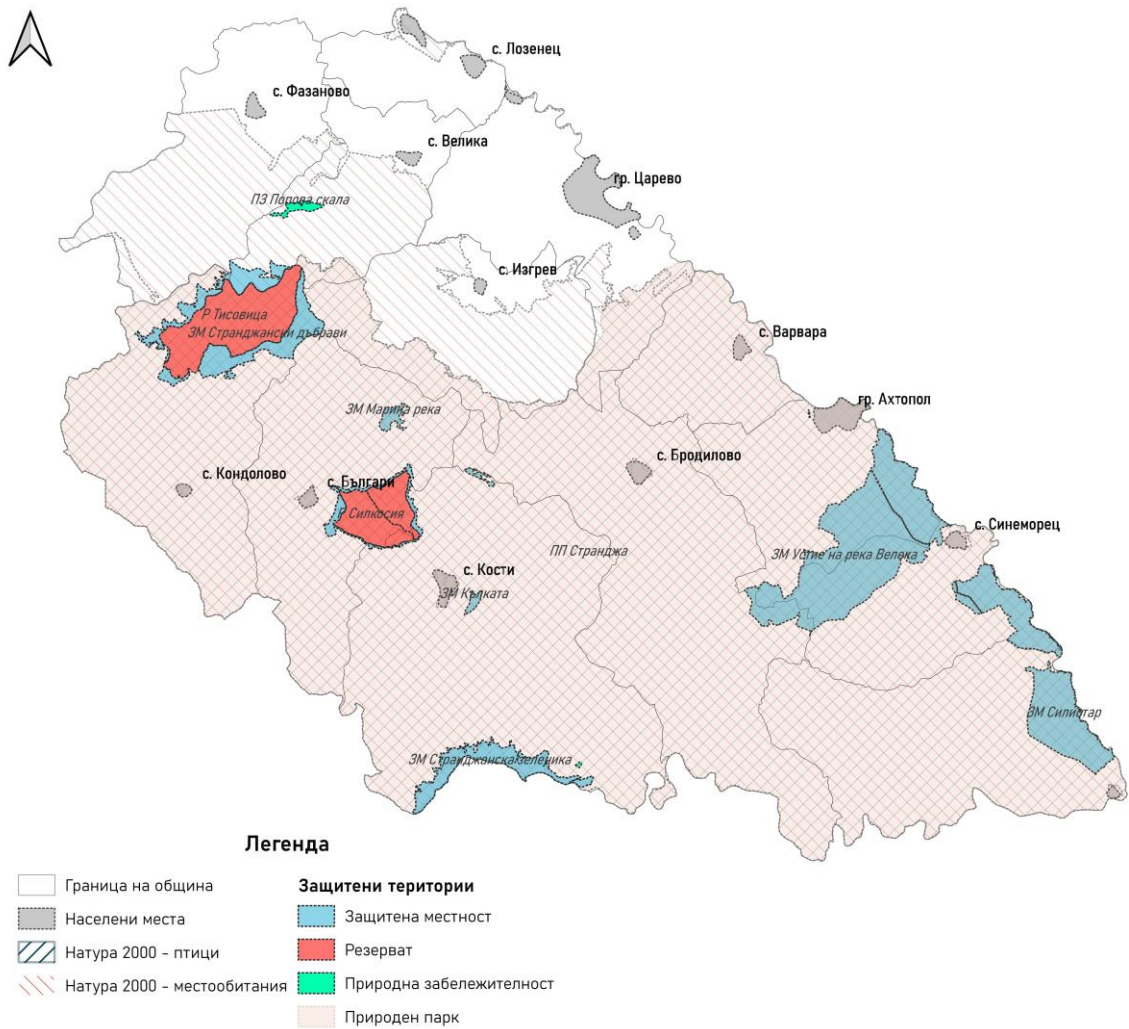 с. Лозенец
с. Фазаново
с. Велика
гр. Царево
ПЗ Попова скала
с. Изгрев
Р Тисовица
ЗМ Странджански дъбрави
с. Варвара
гр. Ахтопол
ЗМ Марина река
с. Бродилово
с. Кондолово
с. Българи
Р Силкосия
с. Синеморец
ПП Странджа
ЗМ Устие на река Велека
с. Кости
ЗМ Кълката
ЗМ Силистар
ЗМ Странджанска зеленика
Легенда
Граница на община
Населени места
Натура 2000 - птици
Натура 2000 - местообитания
Защитени територии
Защитена местност
Резерват
Природна забележителност
Природен парк